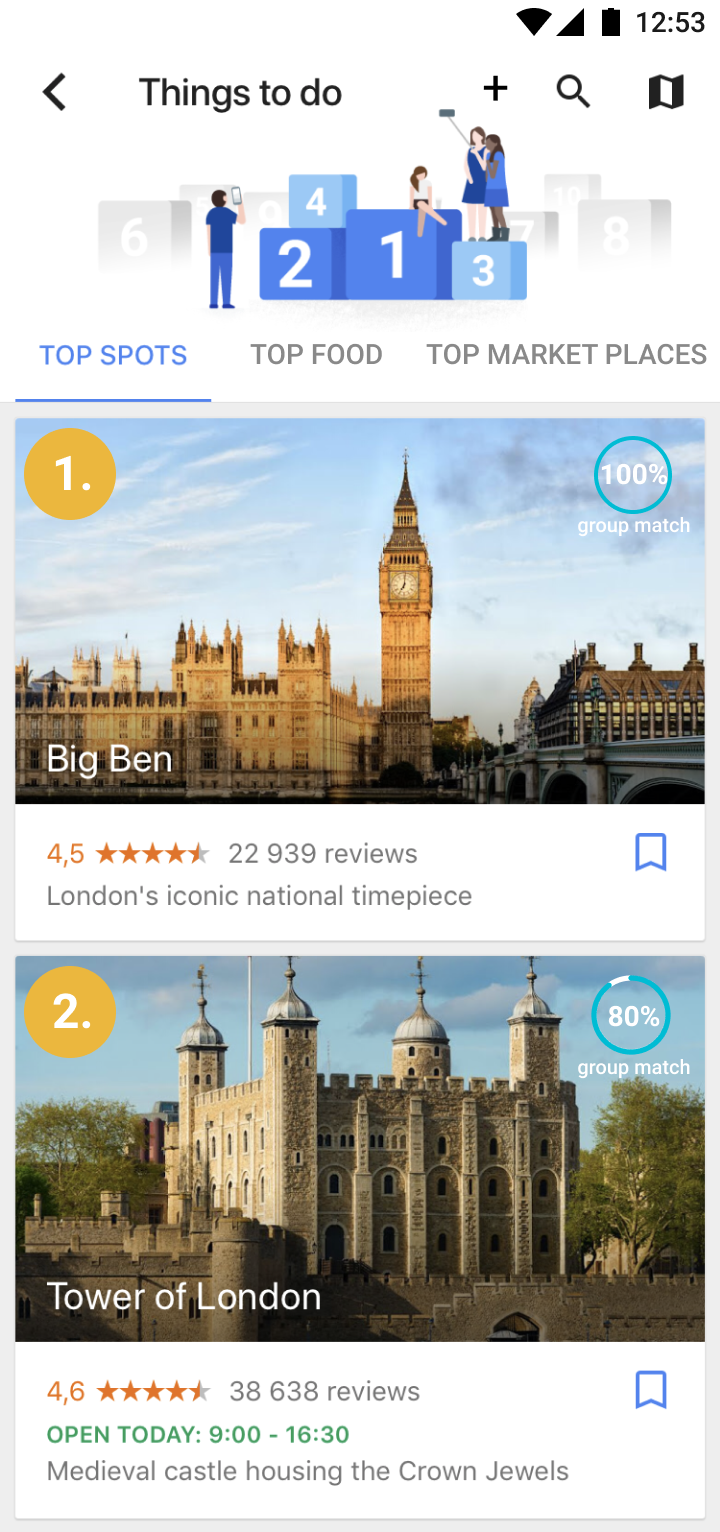 12:53
Things to do
6
5
9
4
2
1
3
7
10
8
TOP SPOTS
TOP FOOD
TOP MARKET PLACES
1.
100%
group match
Big Ben
4,5
22 939 reviews
London's iconic national timepiece
2.
80%
group match
Tower of London
4,6
38 638 reviews
OPEN TODAY: 9:00 - 16:30
Medieval castle housing the Crown Jewels